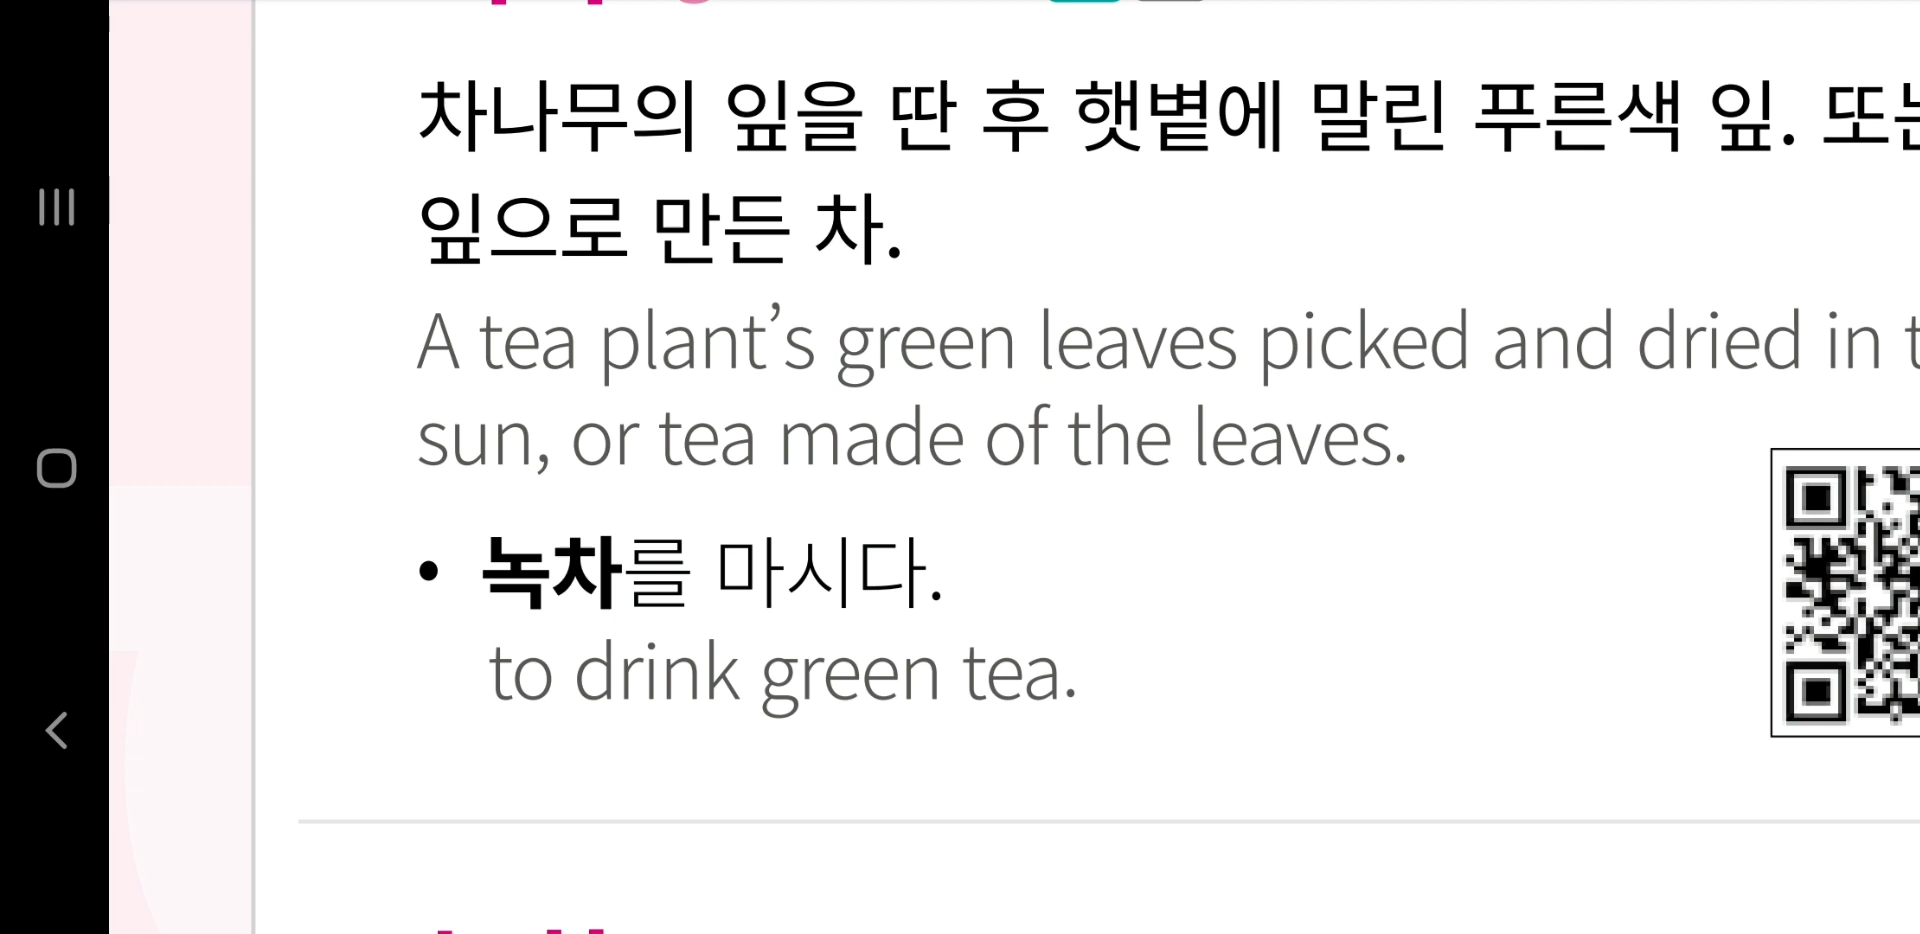 차나무의 잎을 딴 후 햇볕에 말린 푸른색 잎. 또는
잎으로 만든 차.
A tea plant’s green leaves picked and dried in t
sun, or tea made of the leaves.
• 녹차를 마시다.
to drink green tea.